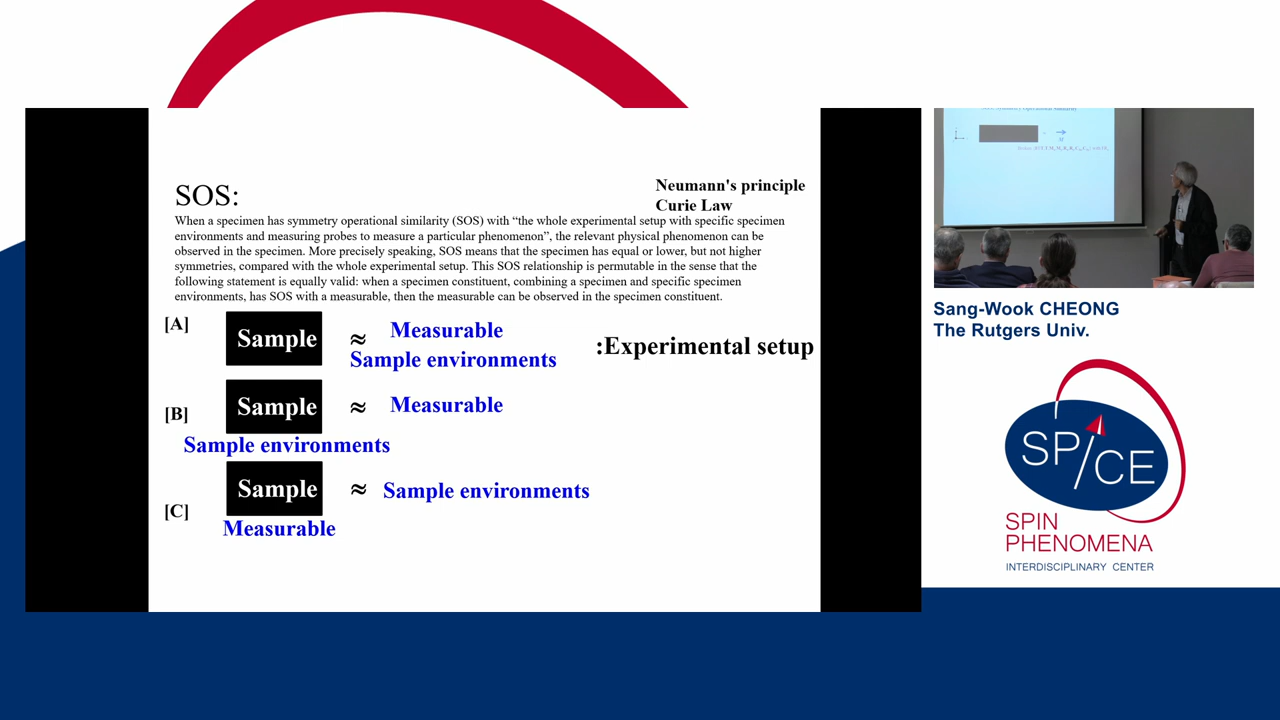 Neumann's principle
Curie Law
SOS:
When a specimen has symmetry operational similarity (SOS) with “the whole experimental setup with specific specimen
environments and measuring probes to measure a particular phenomenon”, the relevant physical phenomenon can be
observed in the specimen. More precisely speaking, SOS means that the specimen has equal or lower, but not higher
symmetries, compared with the whole experimental setup. This SOS relationship is permutable in the sense that the
following statement is equally valid: when a specimen constituent, combining a specimen and specific specimen
environments, has SOS with a measurable, then the measurable can be observed in the specimen constituent.
[A]
Sample ≈ Measurable
Sample environments
:Experimental setup
[B]
Sample ≈ Measurable
Sample environments
[C]
Sample ≈ Sample environments
Measurable
Sang-Wook CHEONG
The Rutgers Univ.
SP/CE
SPIN
PHENOMENA
INTERDISCIPLINARY CENTER